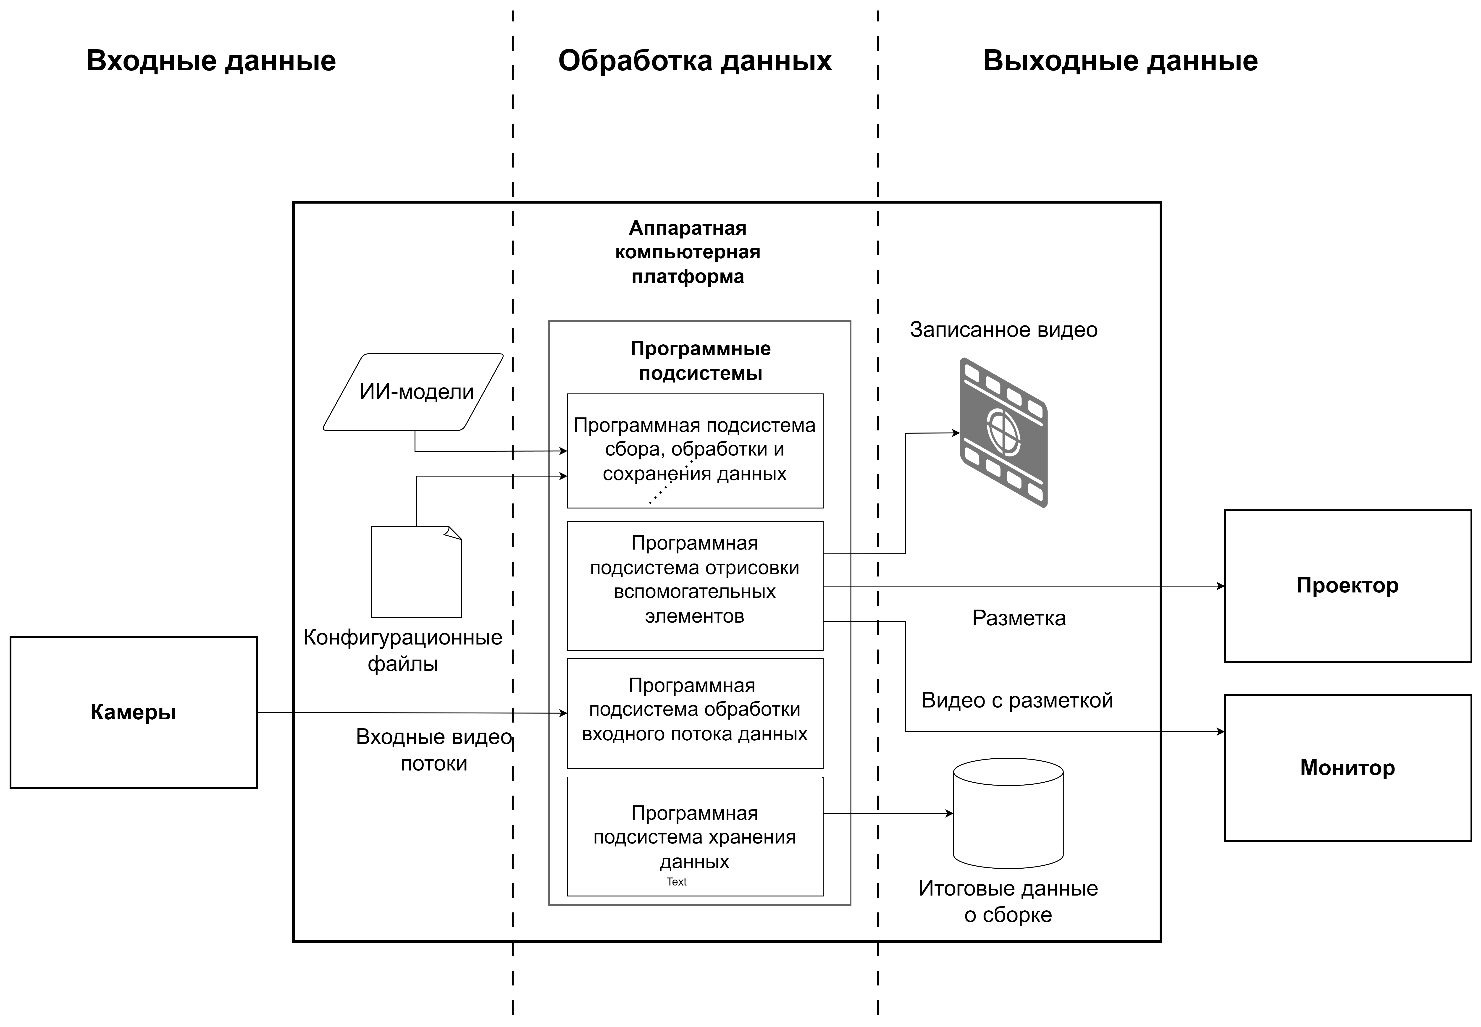 Входные данные
Обработка данных
Выходные данные
Аппаратная
компьютерная
платформа
Программные
подсистемы
ИИ-модели
Программная подсистема
сбора, обработки и
сохранения данных
Записанное видео
Конфигурационные
файлы
Программная
подсистема отрисовки
вспомогательных
элементов
Разметка
Проектор
Камеры
Входные видео
потоки
Программная
подсистема обработки
входного потока данных
Видео с разметкой
Монитор
Программная
подсистема хранения
данных
Text
Итоговые данные
о сборке